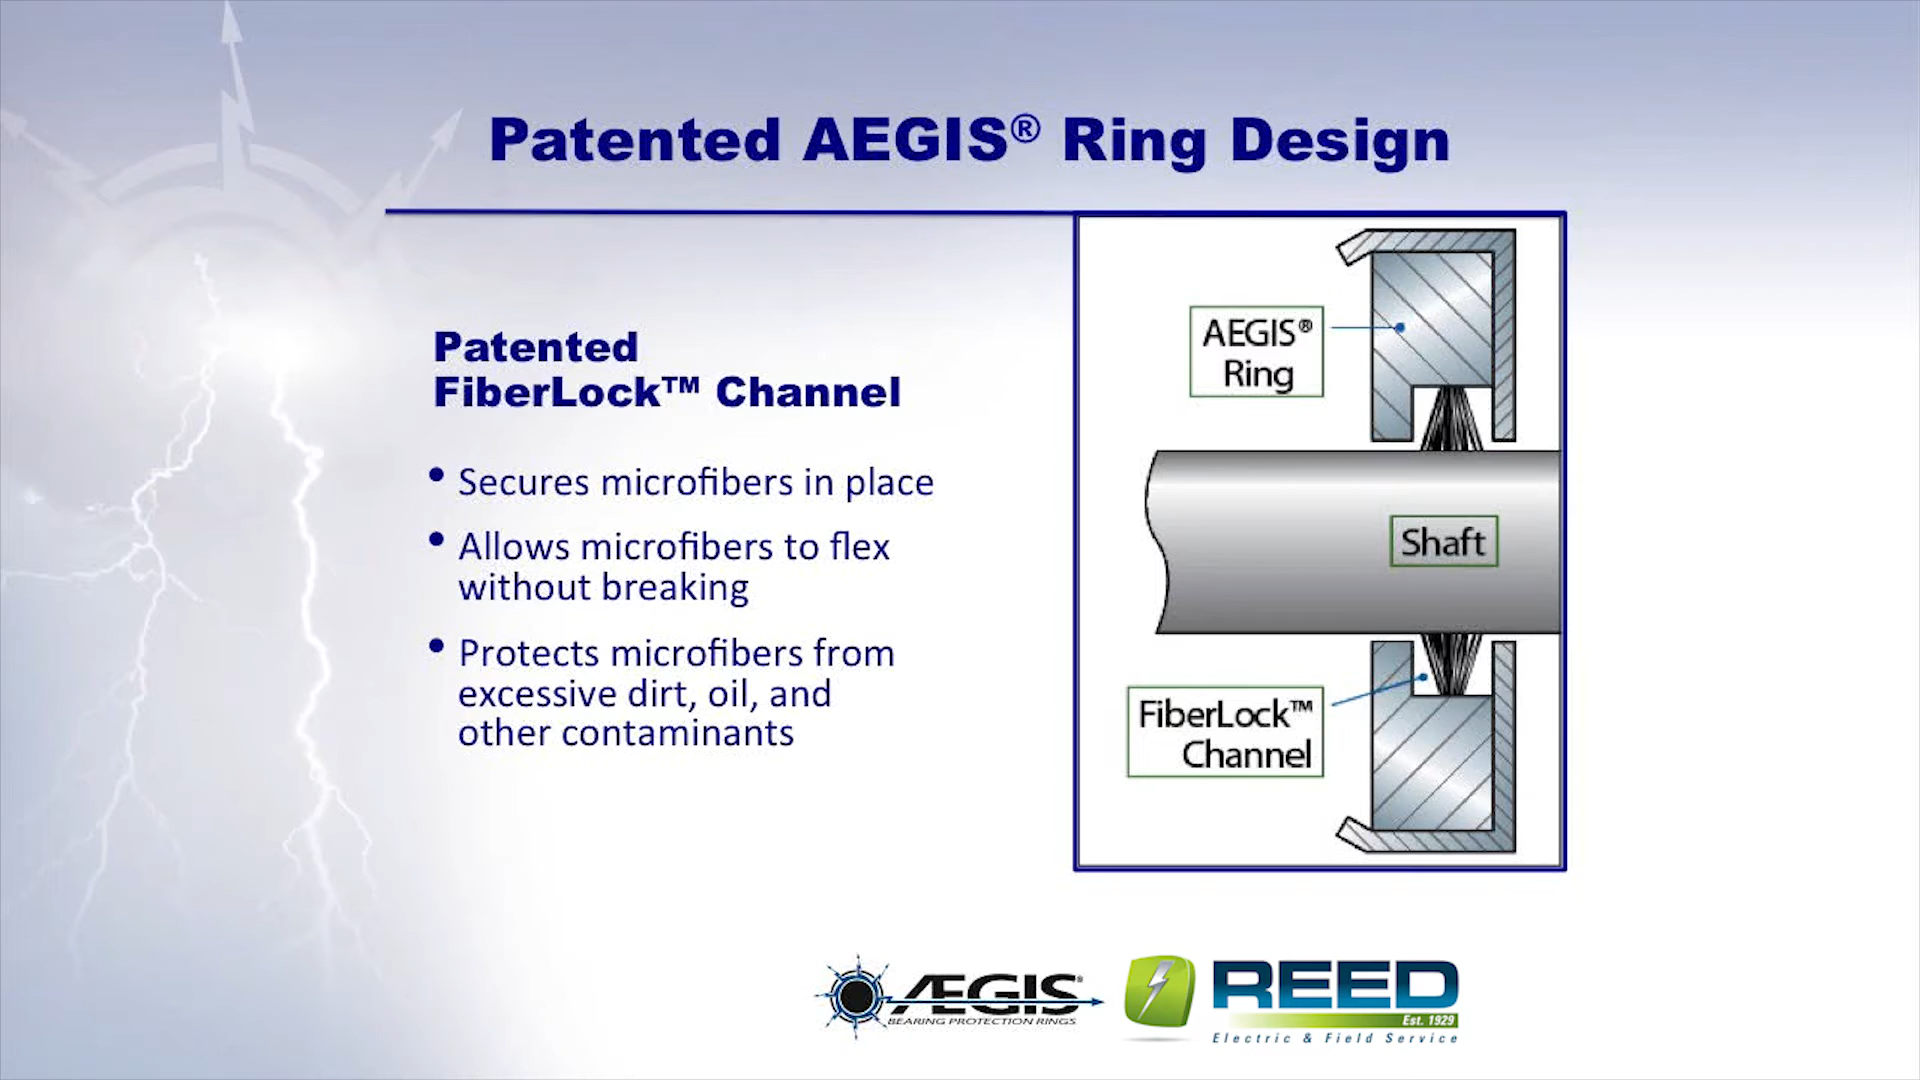 Patented AEGIS® Ring Design
Patented
FiberLock™ Channel
• Secures microfibers in place
• Allows microfibers to flex
without breaking
• Protects microfibers from
excessive dirt, oil, and
other contaminants
AEGIS®
Ring
Shaft
FiberLock™
Channel
ÆGIS®
BEARING PROTECTION RINGS
REED
Est. 1929
Electric & Field Service